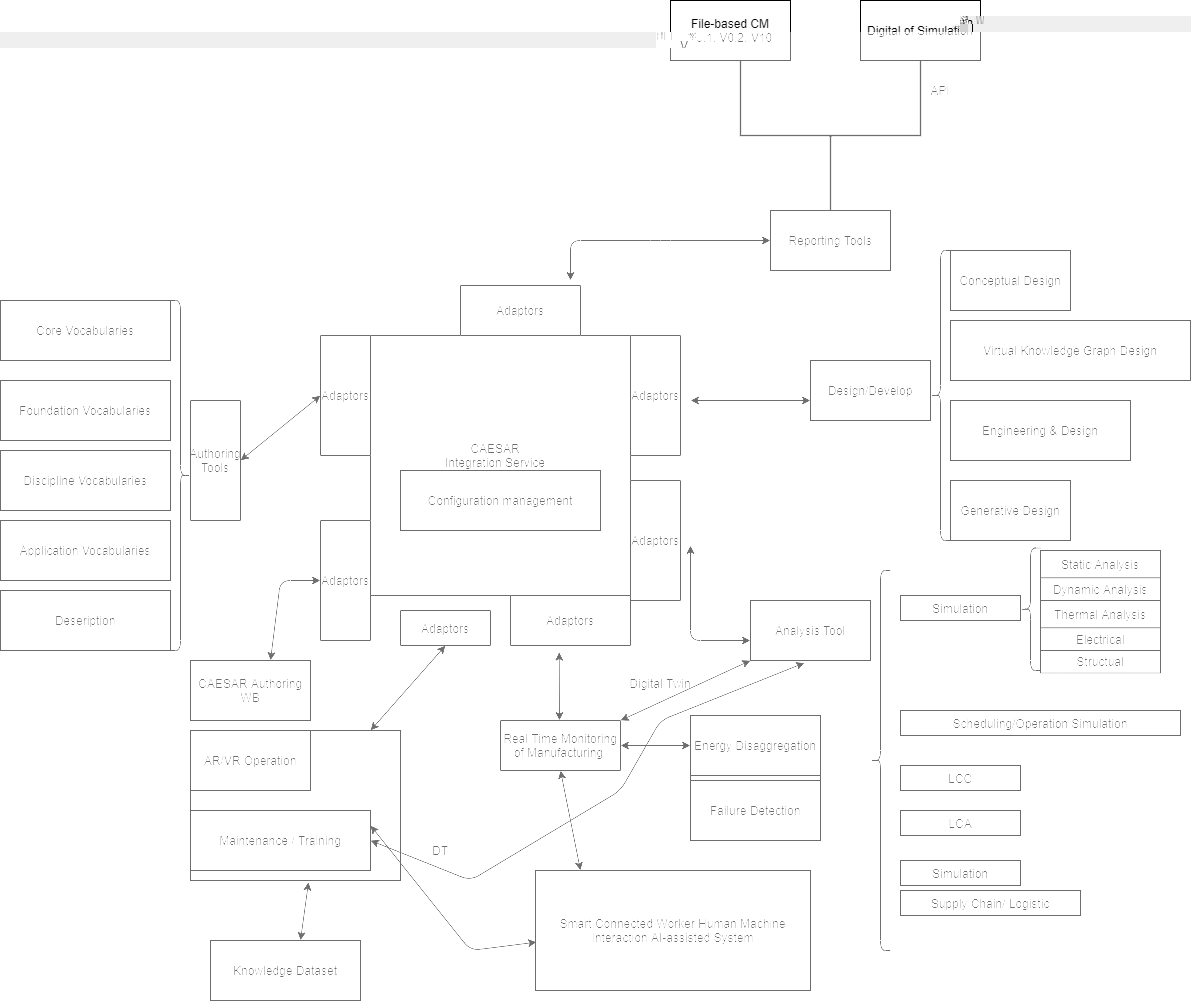 File-based CM
V0.2, V10
Digital of Simulation
API
Reporting Tools
Adaptors
Conceptual Design
Virtual Knowledge Graph Design
Engineering & Design
Generative Design
Design/Develop
Core Vocabularies
Foundation Vocabularies
Discipline Vocabularies
Application Vocabularies
Deseription
Authoring
Tools
Adaptors
Adaptors
CAESAR
Integration Service
Configuration management
Adaptors
Adaptors
Adaptors
Adaptors
Analysis Tool
Simulation
Static Analysis
Dynamic Analysis
Thermal Analysis
Electrical
Structual
CAESAR Authoring
WB
Digital Twin
Real Time Monitoring
of Manufacturing
Energy Disaggregation
Failure Detection
Scheduling/Operation Simulation
LCC
LCA
Simulation
Supply Chain/ Logistic
AR/VR Operation
Maintenance / Training
DT
Smart Connected Worker Human Machine
Interaction AI-assisted System
Knowledge Dataset